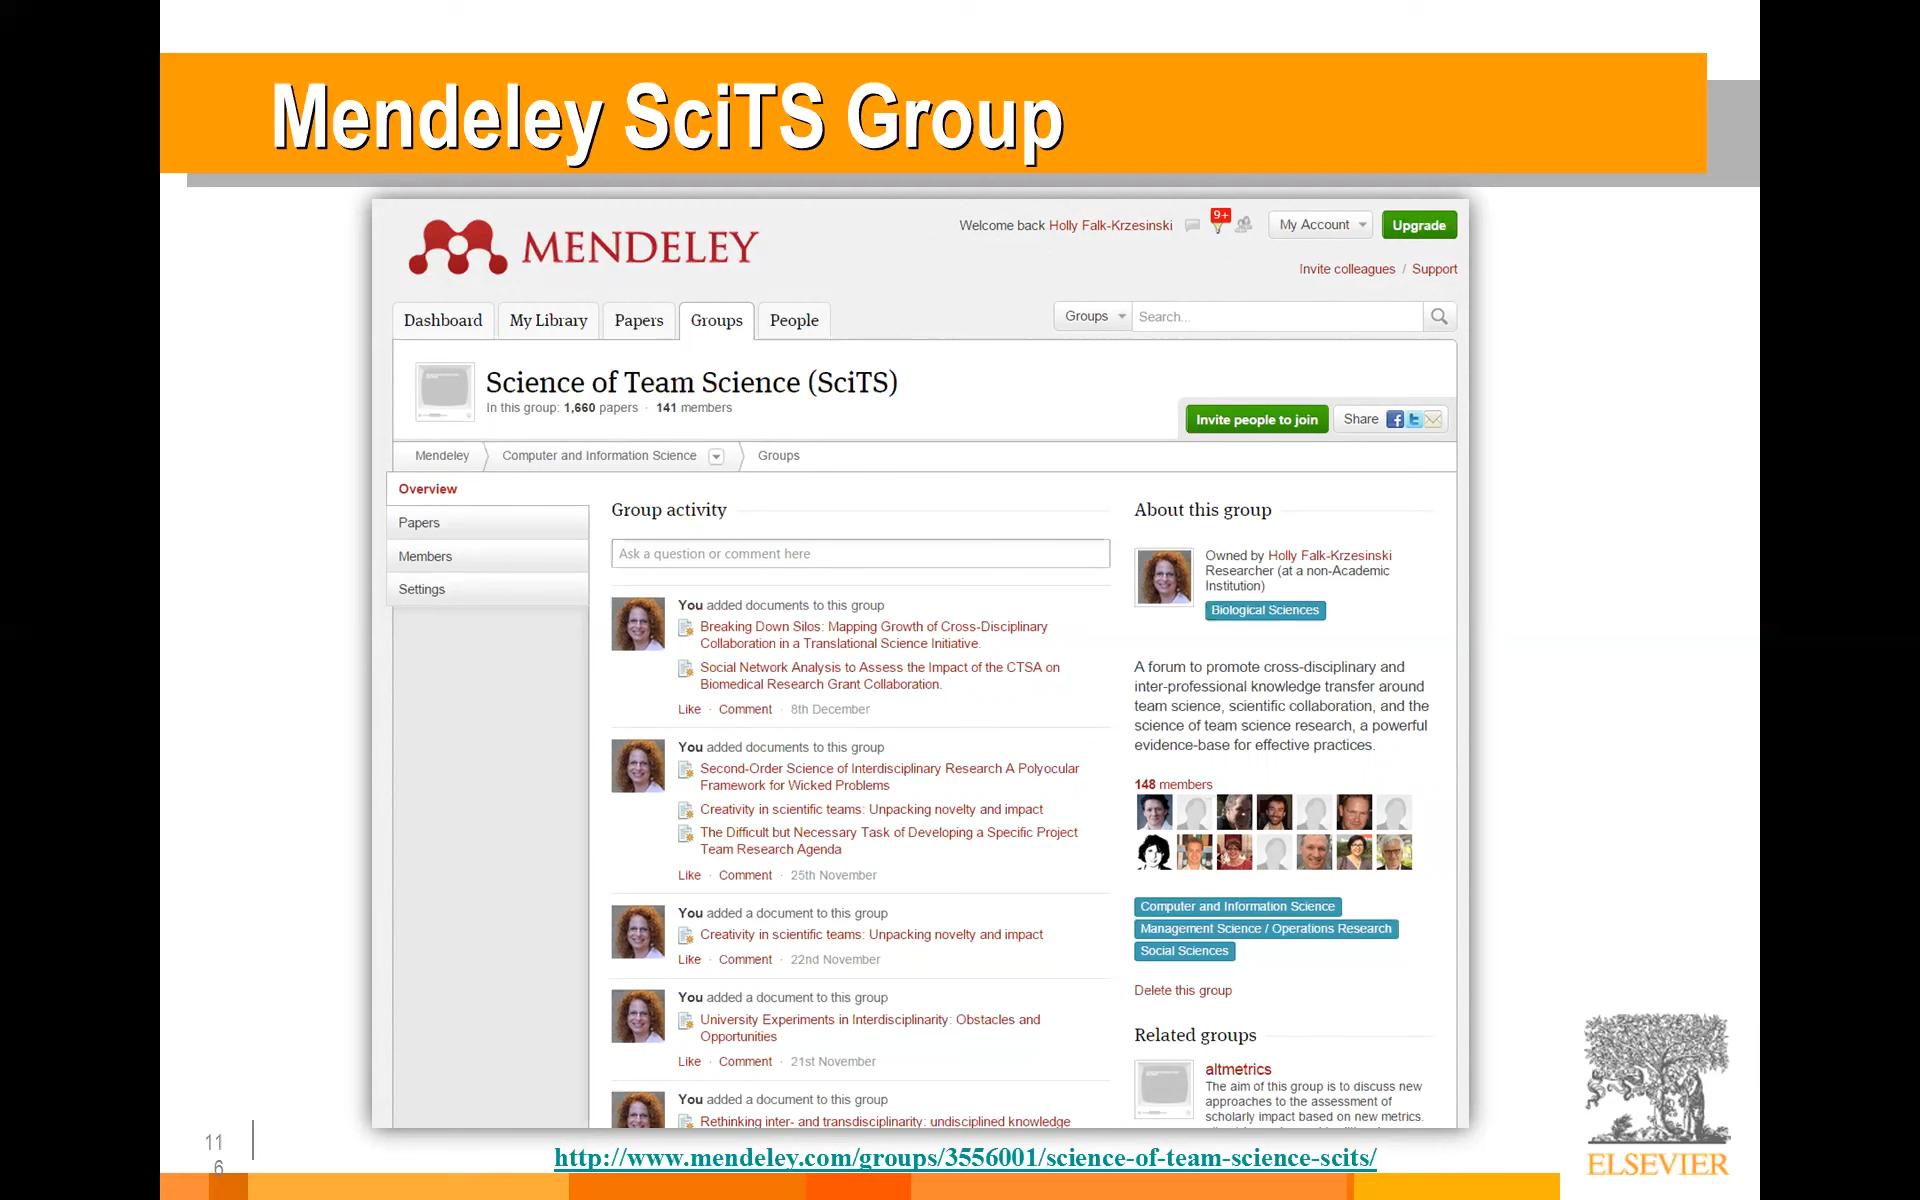 Mendeley SciTS Group
MENDELEY
Welcome back Holly Falk-Krzesinski
9+
My Account
Upgrade
Invite colleagues / Support
Dashboard
My Library
Papers
Groups
People
Groups
Search...
Science of Team Science (SciTS)
In this group: 1,660 papers · 141 members
Invite people to join
Share
Mendeley
Computer and Information Science
Groups
Overview
Papers
Members
Settings
Group activity
Ask a question or comment here
You added documents to this group
Breaking Down Silos: Mapping Growth of Cross-Disciplinary
Collaboration in a Translational Science Initiative.
Social Network Analysis to Assess the Impact of the CTSA on
Biomedical Research Grant Collaboration.
Like · Comment · 8th December
You added documents to this group
Second-Order Science of Interdisciplinary Research A Polyocular
Framework for Wicked Problems
Creativity in scientific teams: Unpacking novelty and impact
The Difficult but Necessary Task of Developing a Specific Project
Team Research Agenda
Like · Comment · 25th November
You added a document to this group
Creativity in scientific teams: Unpacking novelty and impact
Like · Comment · 22nd November
You added a document to this group
University Experiments in Interdisciplinarity: Obstacles and
Opportunities
Like · Comment · 21st November
You added a document to this group
Rethinking inter- and transdisciplinarity: undisciplined knowledge
About this group
Owned by Holly Falk-Krzesinski
Researcher (at a non-Academic
Institution)
Biological Sciences
A forum to promote cross-disciplinary and
inter-professional knowledge transfer around
team science, scientific collaboration, and the
science of team science research, a powerful
evidence-base for effective practices.
148 members
Computer and Information Science
Management Science / Operations Research
Social Sciences
Delete this group
Related groups
altmetrics
The aim of this group is to discuss new
approaches to the assessment of
scholarly impact based on new metrics.
11
6
http://www.mendeley.com/groups/3556001/science-of-team-science-scits/
ELSEVIER